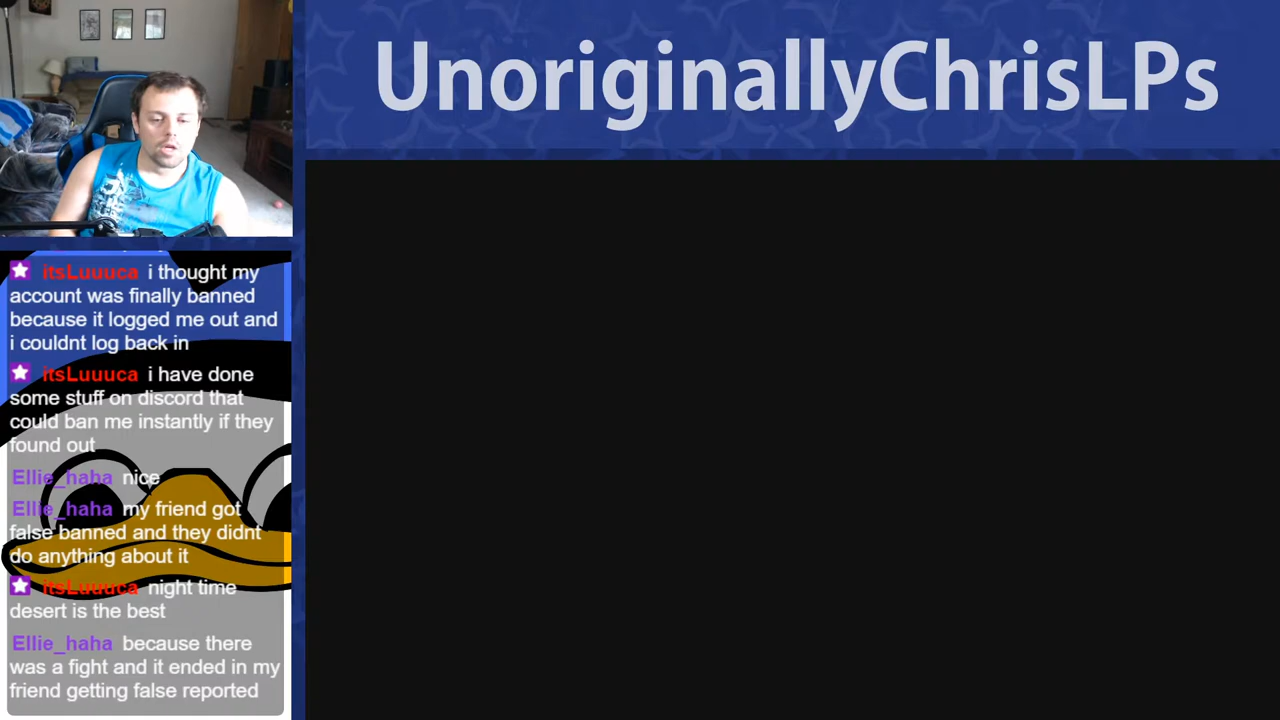 UnoriginallyChrisLPs
itsLuuuca i thought my
account was finally banned
because it logged me out and
i couldnt log back in
itsLuuuca i have done
some stuff on discord that
could ban me instantly if they
found out
Ellie_haha nice
Ellie_haha my friend got
false banned and they didnt
do anything about it
itsLuuuca night time
desert is the best
Ellie_haha because there
was a fight and it ended in my
friend getting false reported